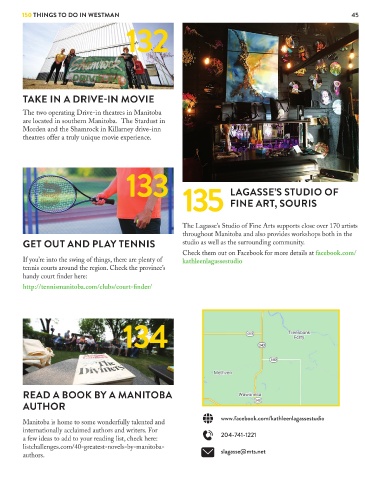 150 THINGS TO DO IN WESTMAN
45
132
TAKE IN A DRIVE-IN MOVIE
The two operating Drive-in theatres in Manitoba
are located in southern Manitoba. The Stardust in
Morden and the Shamrock in Killarney drive-inn
theatres offer a truly unique movie experience.
133
GET OUT AND PLAY TENNIS
If you're into the swing of things, there are plenty of
tennis courts around the region. Check the province's
handy court finder here:
http://tennismanitoba.com/clubs/court-finder/
134
The
Diviners
READ A BOOK BY A MANITOBA
AUTHOR
Manitoba is home to some wonderfully talented and
internationally acclaimed authors and writers. For
a few ideas to add to your reading list, check here:
listchallenges.com/40-greatest-novels-by-manitoba-
authors.
135
LAGASSE'S STUDIO OF
FINE ART, SOURIS
The Lagasse's Studio of Fine Arts supports close over 170 artists
throughout Manitoba and also provides workshops both in the
studio as well as the surrounding community.
Check them out on Facebook for more details at facebook.com/
kathleenlagassestudio
Treesbank
Ferry
Wawanesa
www.facebook.com/kathleenlagassestudio
204-741-1221
slagasse@mts.net